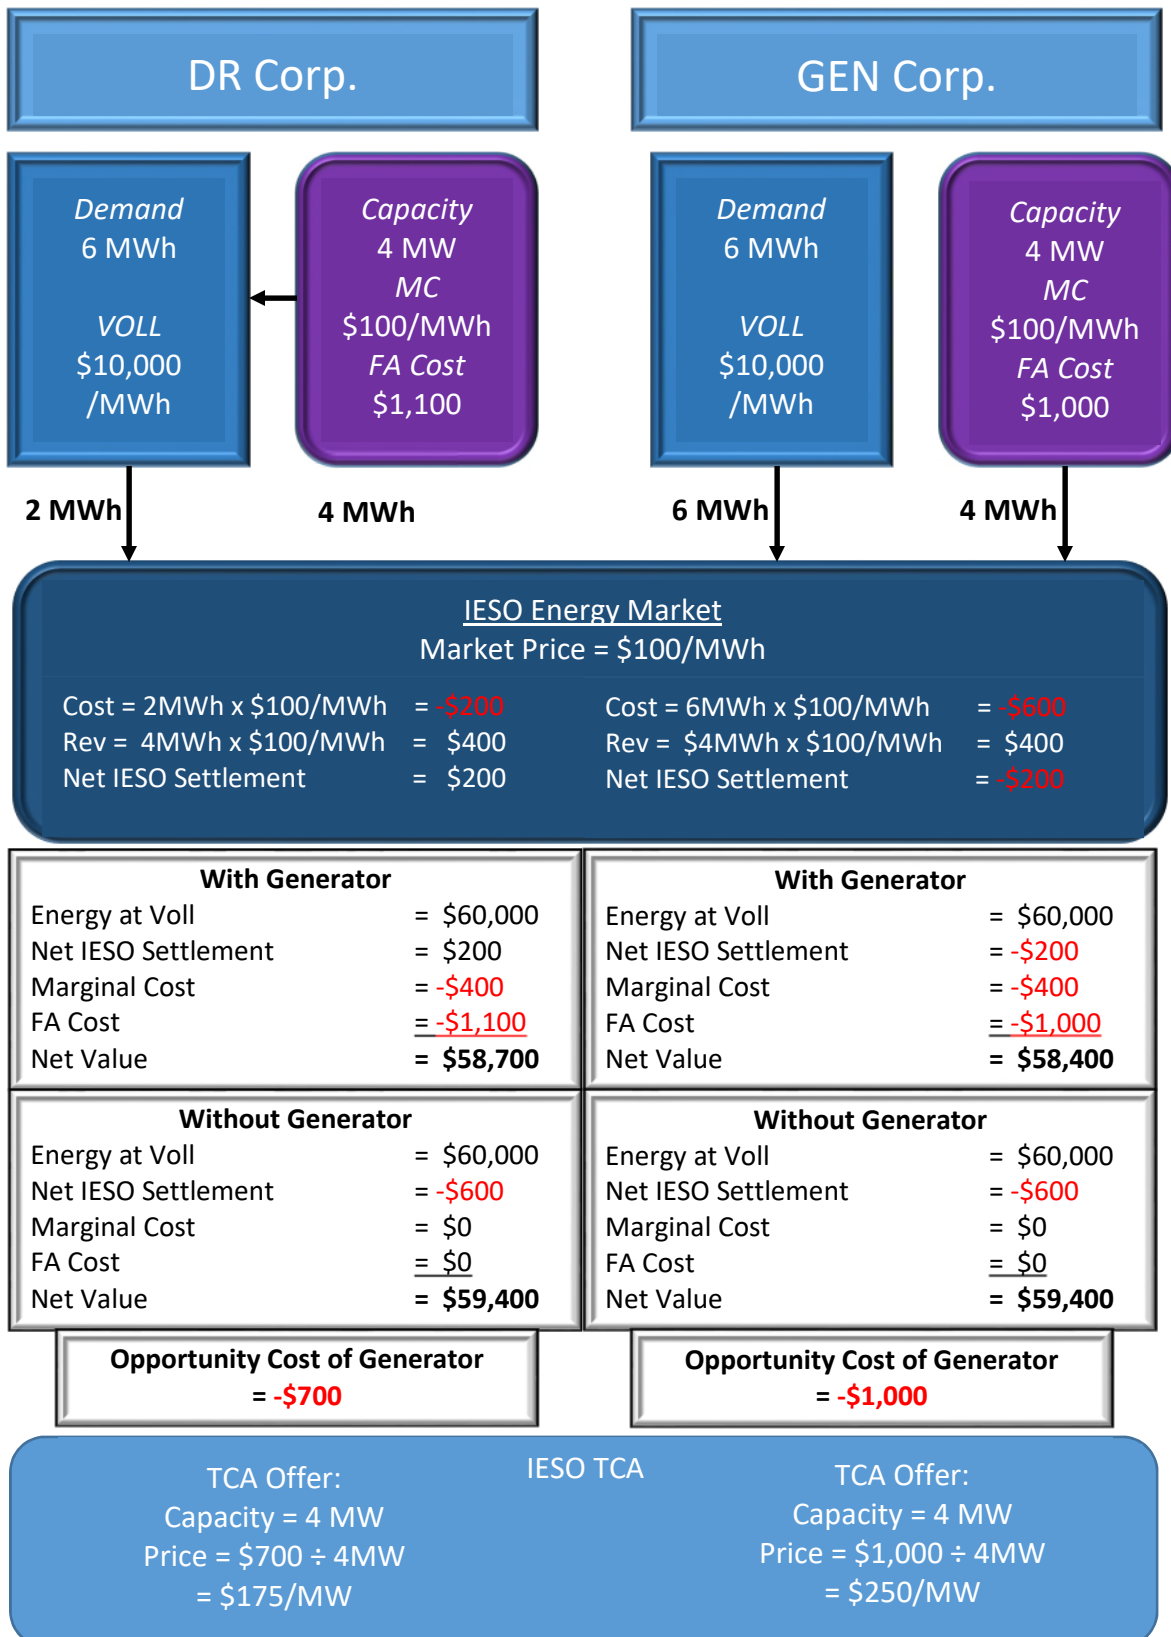 DR Corp.
GEN Corp.
Demand
6 MWh
VOLL
$10,000
/MWh
Capacity
4 MW
MC
$100/MWh
FA Cost
$1,100
Demand
6 MWh
VOLL
$10,000
/MWh
Capacity
4 MW
MC
$100/MWh
FA Cost
$1,000
2 MWh
4 MWh
6 MWh
4 MWh
IESO Energy Market
Market Price = $100/MWh
Cost = 2MWh x $100/MWh = -$200
Rev = 4MWh x $100/MWh = $400
Net IESO Settlement = $200
Cost = 6MWh x $100/MWh = -$600
Rev = $4MWh x $100/MWh = $400
Net IESO Settlement = -$200
With Generator
Energy at Voll = $60,000
Net IESO Settlement = $200
Marginal Cost = -$400
FA Cost = -$1,100
Net Value = $58,700
With Generator
Energy at Voll = $60,000
Net IESO Settlement = -$200
Marginal Cost = -$400
FA Cost = -$1,000
Net Value = $58,400
Without Generator
Energy at Voll = $60,000
Net IESO Settlement = -$600
Marginal Cost = $0
FA Cost = $0
Net Value = $59,400
Without Generator
Energy at Voll = $60,000
Net IESO Settlement = -$600
Marginal Cost = $0
FA Cost = $0
Net Value = $59,400
Opportunity Cost of Generator
= -$700
Opportunity Cost of Generator
= -$1,000
IESO TCA
TCA Offer:
Capacity = 4 MW
Price = $700 ÷ 4MW
= $175/MW
TCA Offer:
Capacity = 4 MW
Price = $1,000 ÷ 4MW
= $250/MW